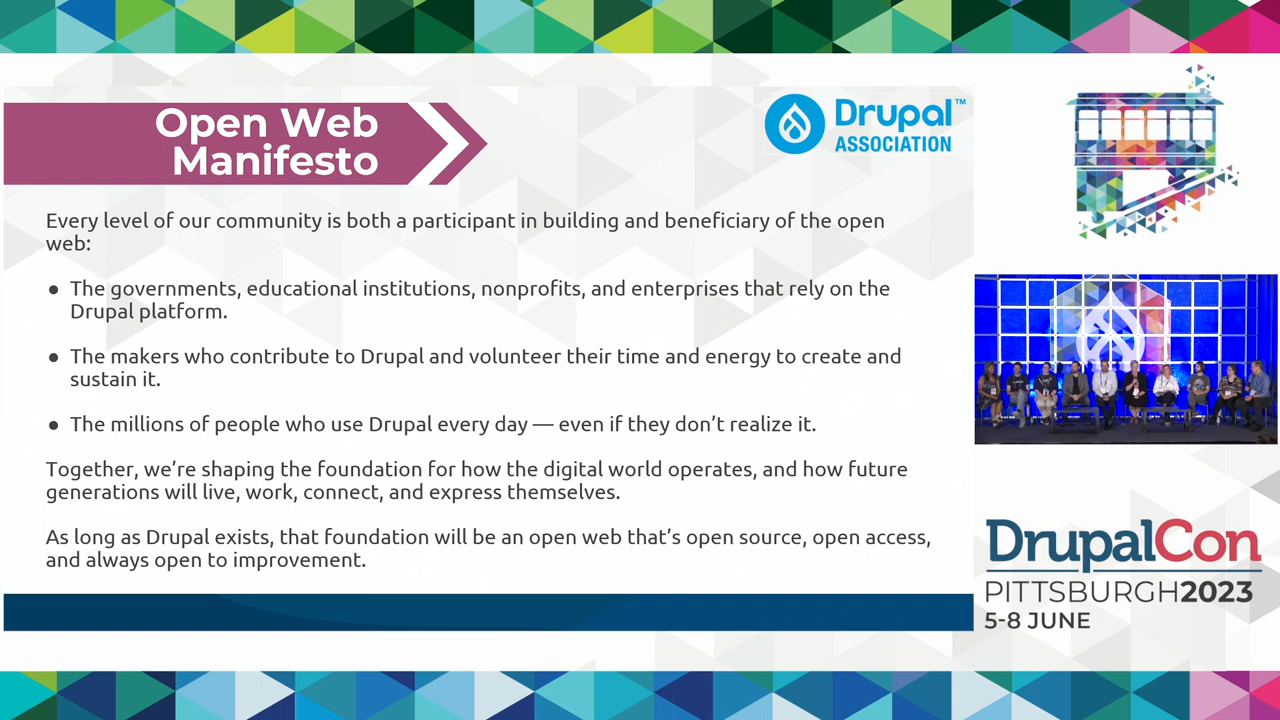 Open Web
Manifesto
Drupal™
ASSOCIATION
Every level of our community is both a participant in building and beneficiary of the open
web:
● The governments, educational institutions, nonprofits, and enterprises that rely on the
Drupal platform.
● The makers who contribute to Drupal and volunteer their time and energy to create and
sustain it.
● The millions of people who use Drupal every day — even if they don’t realize it.
Together, we’re shaping the foundation for how the digital world operates, and how future
generations will live, work, connect, and express themselves.
As long as Drupal exists, that foundation will be an open web that’s open source, open access,
and always open to improvement.
DrupalCon
PITTSBURGH2023
5-8 JUNE